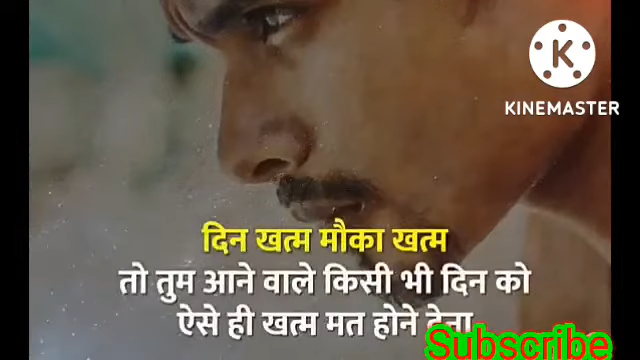 KINEMASTER
दिन खत्म मौका खत्म
तो तुम आने वाले किसी भी दिन को
ऐसे ही खत्म मत होने देना
Subscribe